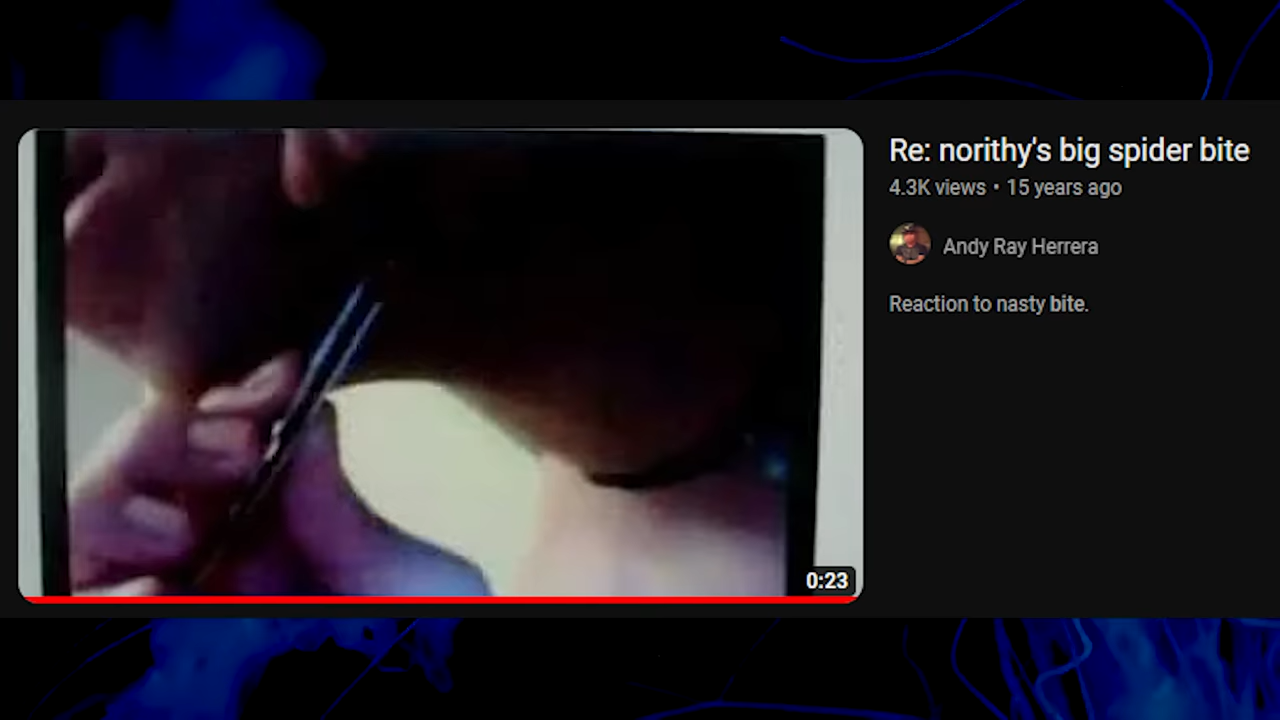 Re: norithy's big spider bite
4.3K views • 15 years ago
Andy Ray Herrera
Reaction to nasty bite.
0:23